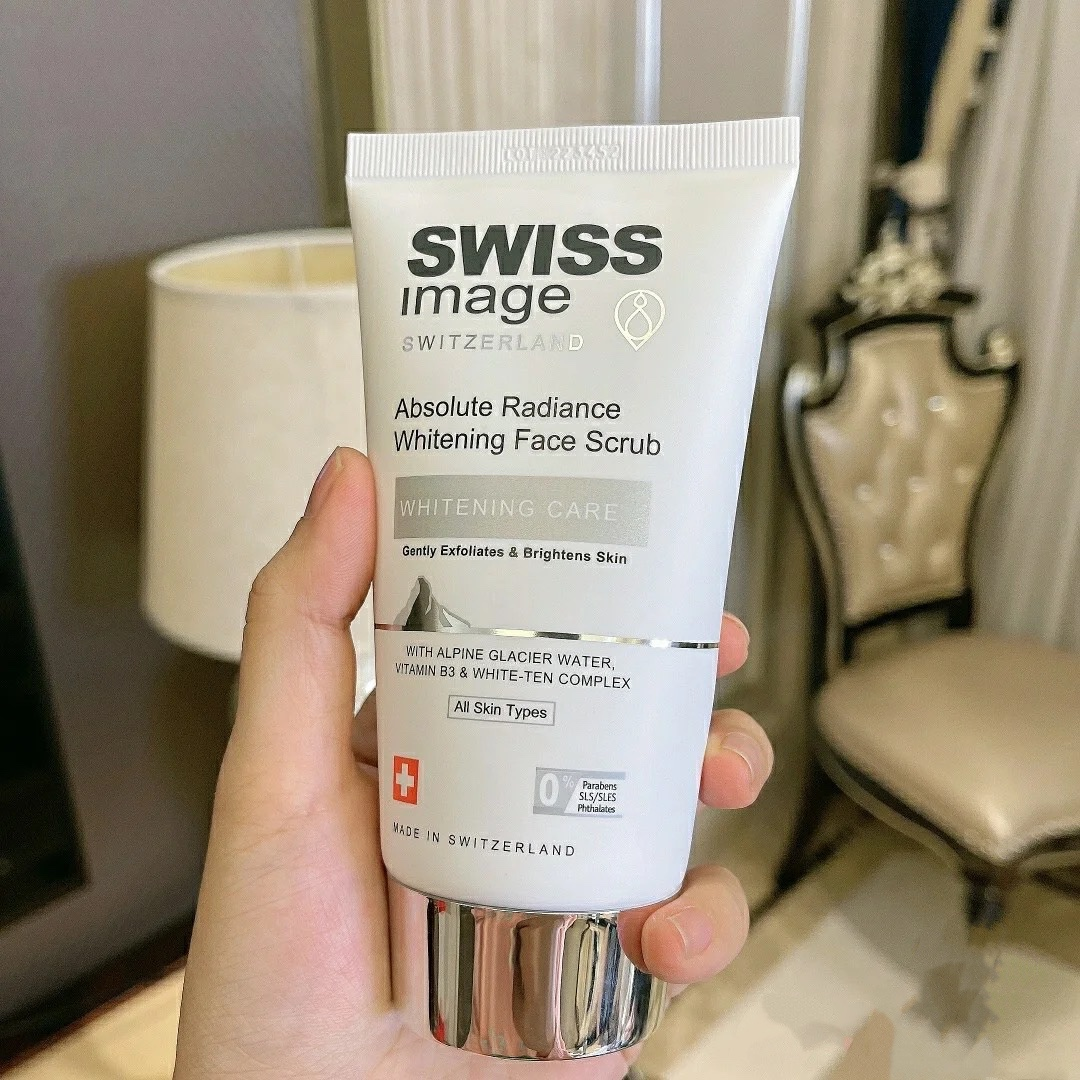 SWISS
image
SWITZERLAND
Absolute Radiance
Whitening Face Scrub
WHITENING CARE
Gently Exfoliates & Brightens Skin
WITH ALPINE GLACIER WATER,
VITAMIN B3 & WHITE-TEN COMPLEX
All Skin Types
0% Parabens
SLS/SLES
Phthalates
MADE IN SWITZERLAND